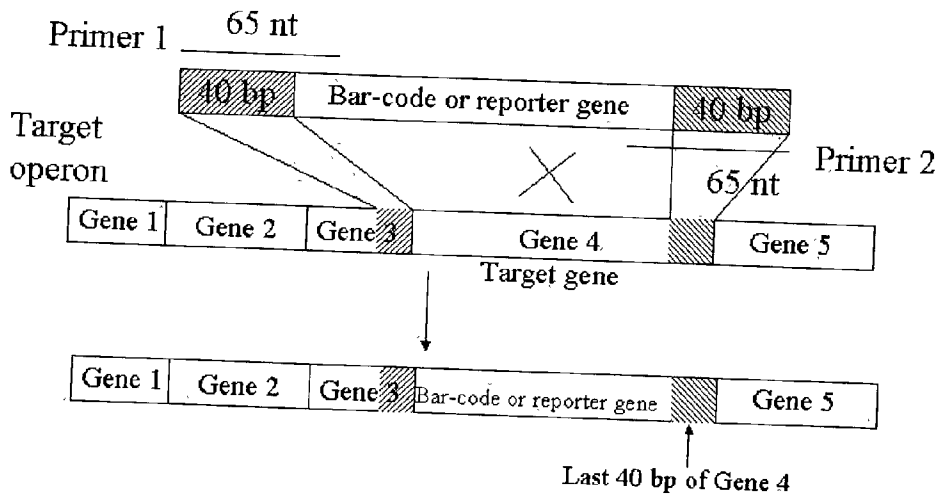 65 nt
Primer 1
40 bp Bar-code or reporter gene 40 bp
Target
operon
Primer 2
65 nt
Gene 1 Gene 2 Gene 3 Gene 4 Gene 5
Target gene
Gene 1 Gene 2 Gene 3 Bar-code or reporter gene Gene 5
Last 40 bp of Gene 4